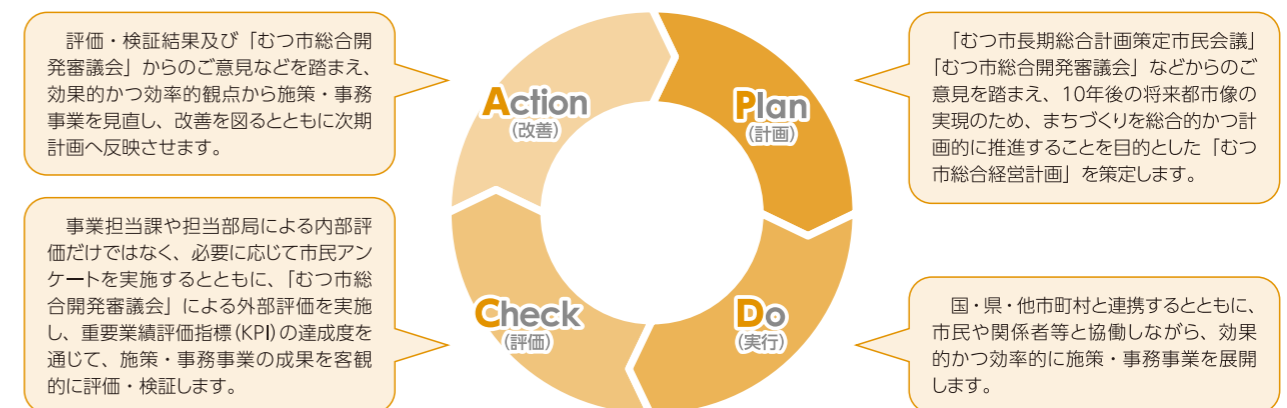 評価・検証結果及び「むつ市総合開
発審議会」からのご意見などを踏まえ、
効果的かつ効率的観点から施策・事務
事業を見直し、改善を図るとともに次期
計画へ反映させます。
Action
(改善)
Plan
(計画)
「むつ市長期総合計画策定市民会議」
「むつ市総合開発審議会」などからのご
意見を踏まえ、10年後の将来都市像の
実現のため、まちづくりを総合的かつ計
画的に推進することを目的とした「むつ
市総合経営計画」を策定します。
事業担当課や担当部局による内部評
価だけではなく、必要に応じて市民アン
ケートを実施するとともに、「むつ市総
合開発審議会」による外部評価を実施
し、重要業績評価指標(KPI)の達成度を
通じて、施策・事務事業の成果を客観
的に評価・検証します。
Check
(評価)
Do
(実行)
国・県・他市町村と連携するとともに、
市民や関係者等と協働しながら、効果
的かつ効率的に施策・事務事業を展開
します。